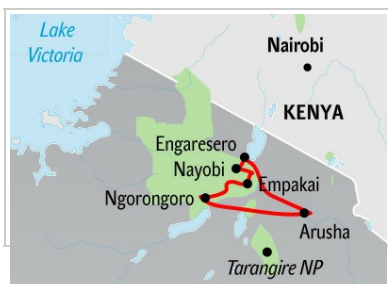 Lake
Victoria
Nairobi
KENYA
Engaresero
Nayobi
Empakai
Ngorongoro
Arusha
Tarangire NP